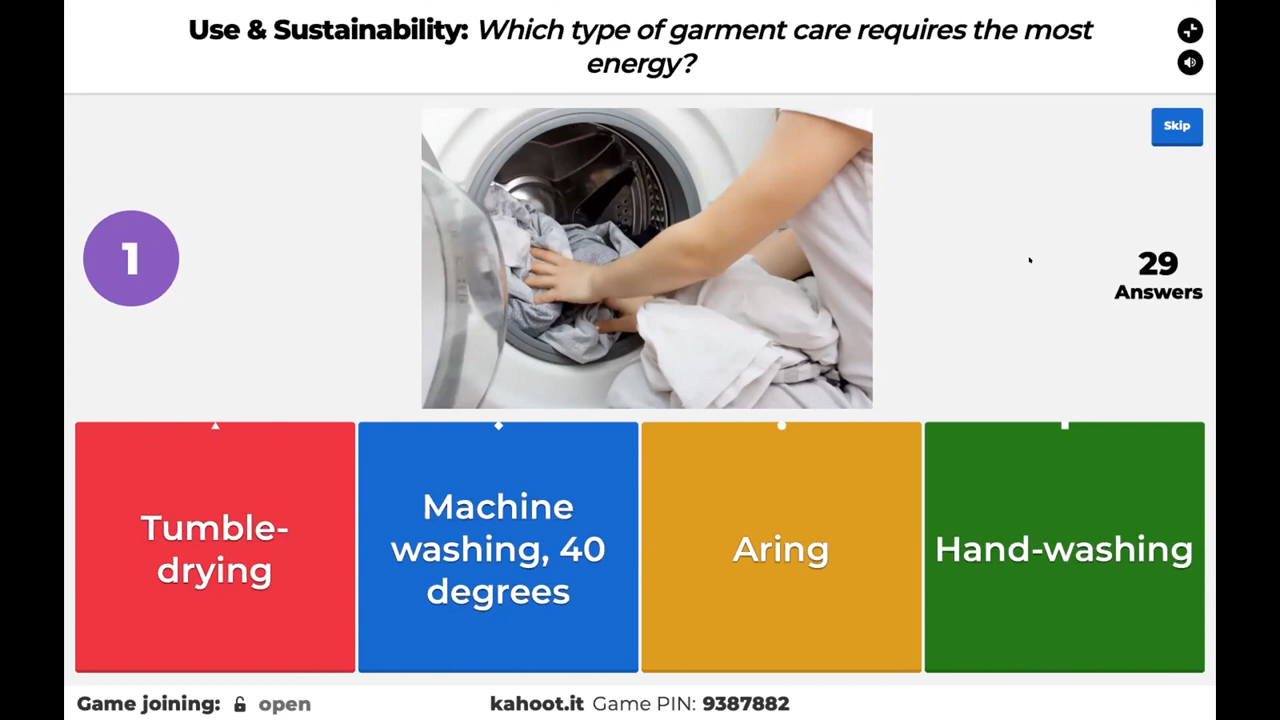 Use & Sustainability: Which type of garment care requires the most
energy?
Skip
1
29
Answers
Tumble-
drying
Machine
washing, 40
degrees
Aring
Hand-washing
Game joining: open
kahoot.it Game PIN: 9387882